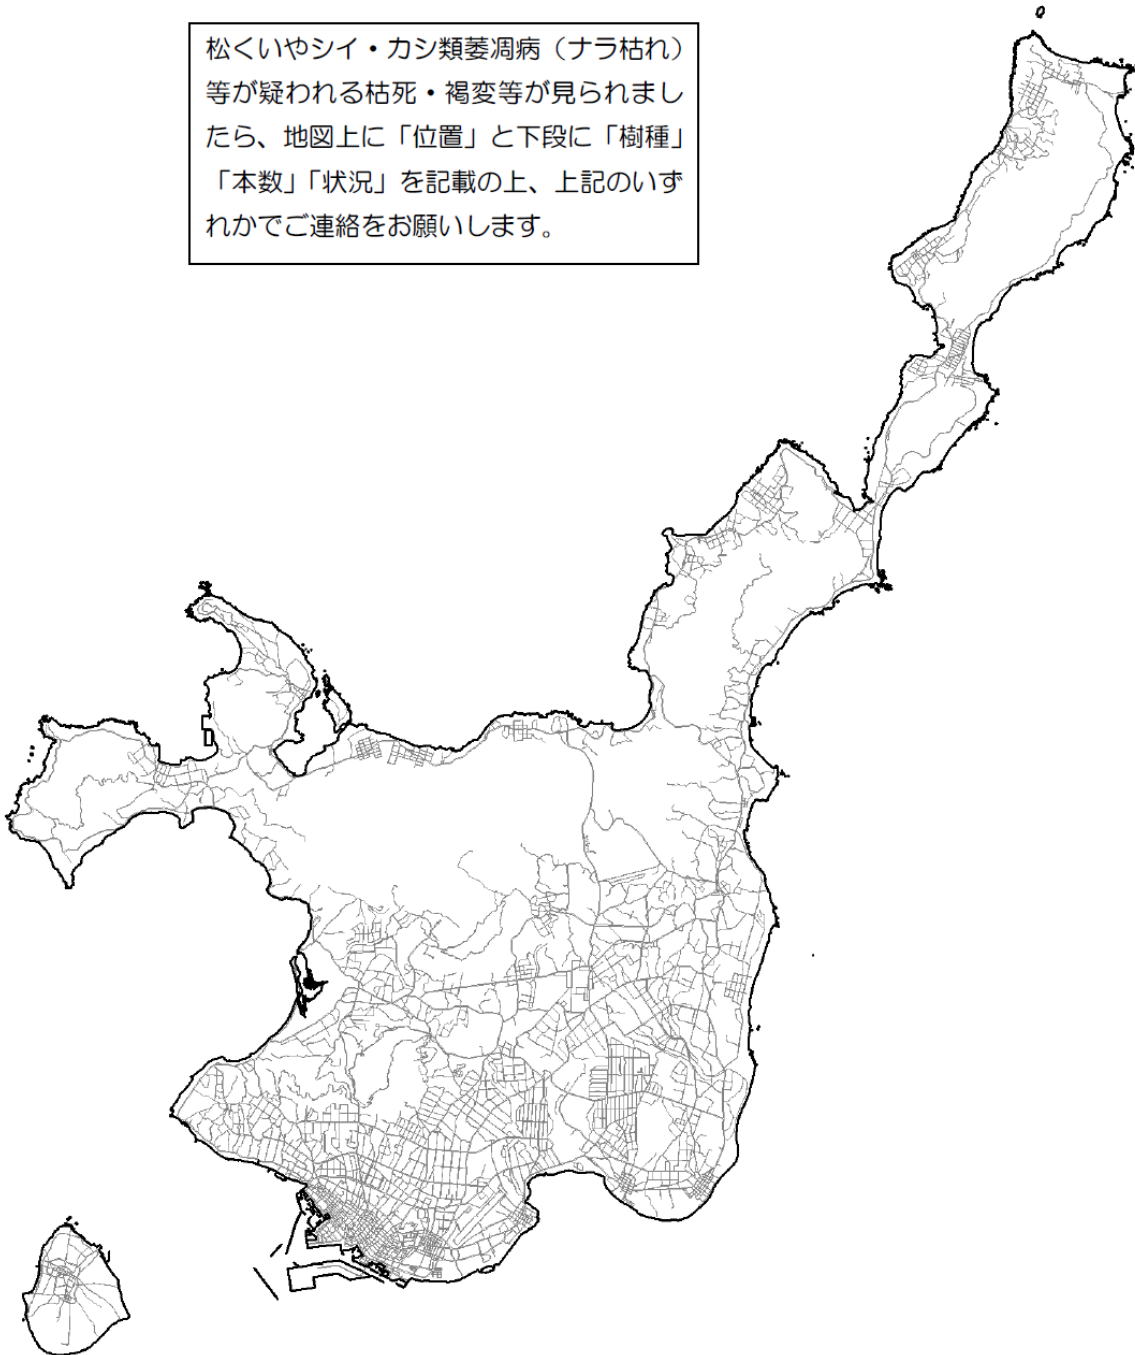 松くいやシイ・カシ類萎凋病（ナラ枯れ）
等が疑われる枯死・褐変等が見られまし
たら、地図上に「位置」と下段に「樹種」
「本数」「状況」を記載の上、上記のいず
れかでご連絡をお願いします。